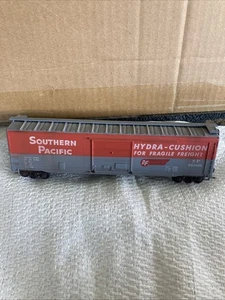 SOUTHERN
PACIFIC
HYDRA-CUSHION
FOR FRAGILE FREIGHT